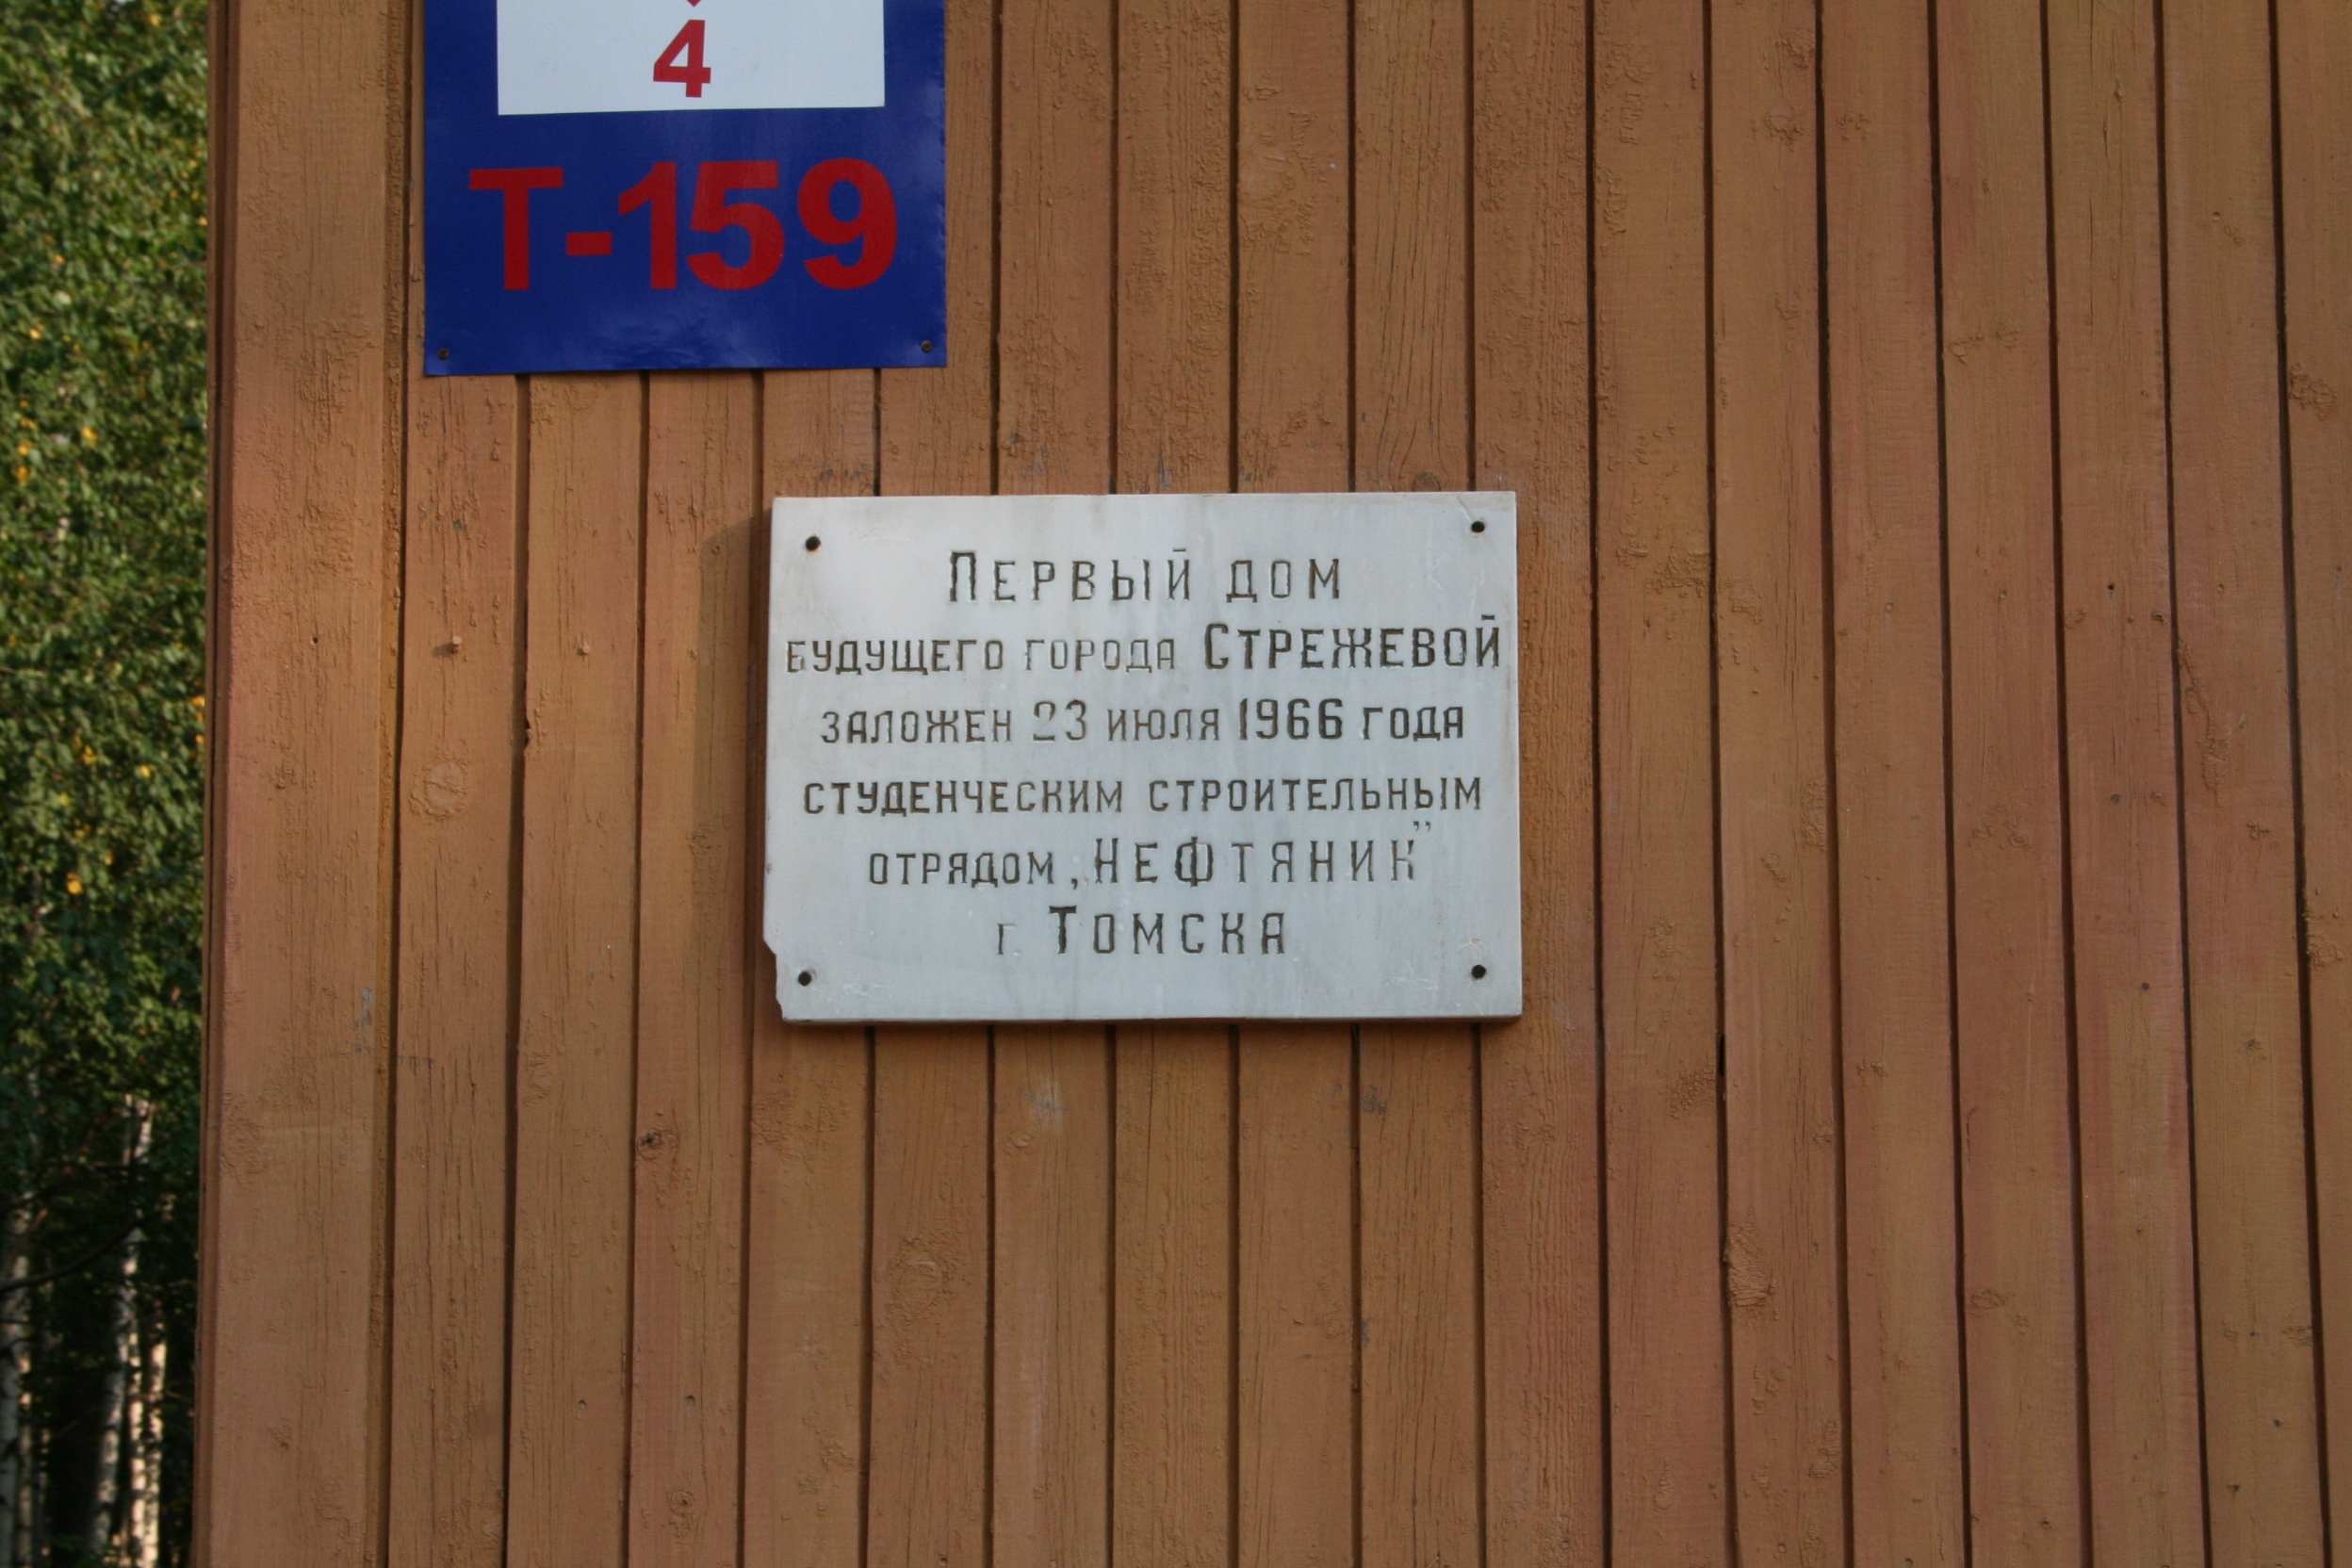 4
Т-159
Первый дом
будущего города Стрежевой
заложен 23 июля 1966 года
студенческим строительным
отрядом „Нефтяник”
г. Томска